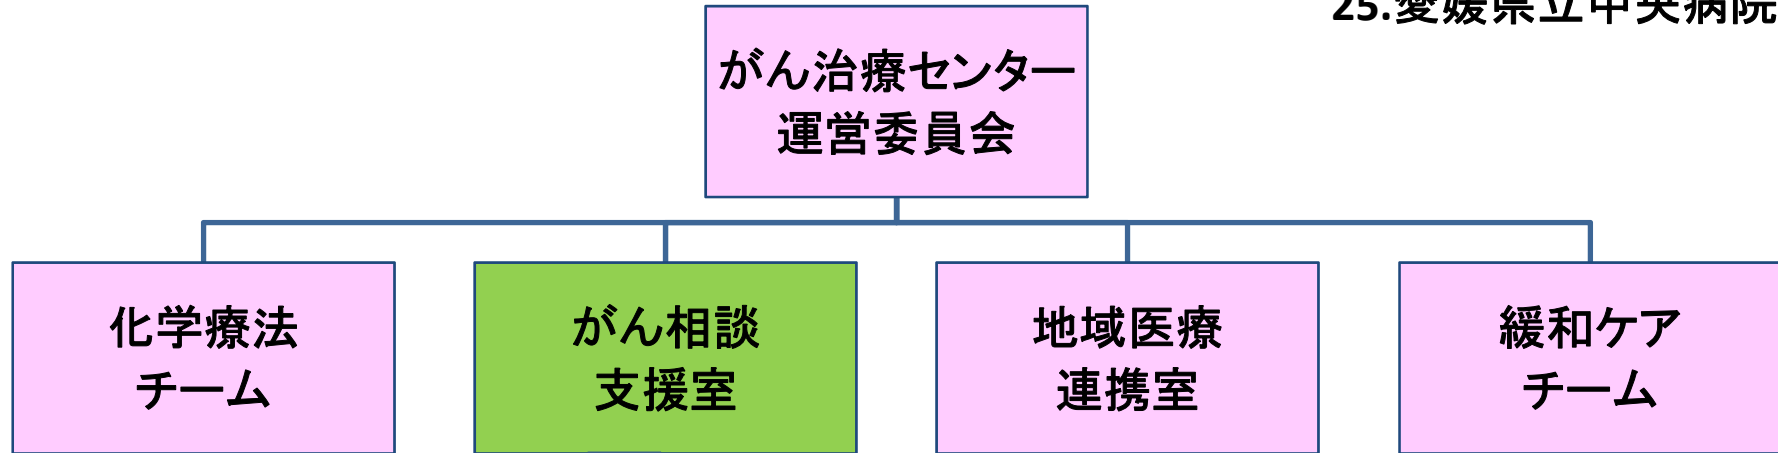 25.愛媛県立中央病院
がん治療センター
運営委員会
化学療法
チーム
がん相談
支援室
地域医療
連携室
緩和ケア
チーム